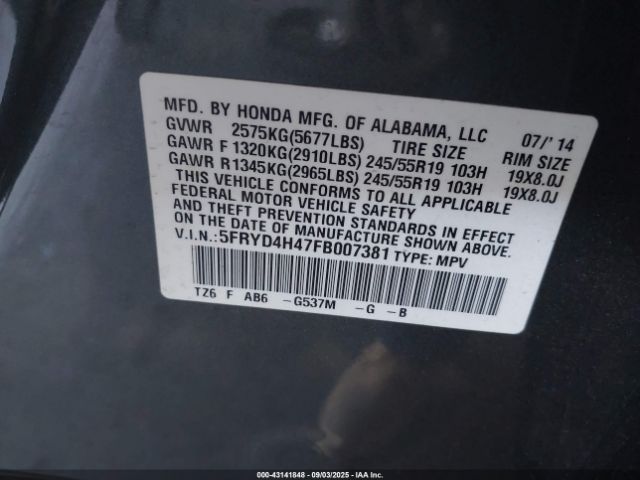 MFD. BY HONDA MFG. OF ALABAMA, LLC 07/'14
GVWR 2575KG(5677LBS) TIRE SIZE RIM SIZE
GAWR F 1320KG(2910LBS) 245/55R19 103H 19X8.0J
GAWR R 1345KG(2965LBS) 245/55R19 103H 19X8.0J
THIS VEHICLE CONFORMS TO ALL APPLICABLE
FEDERAL MOTOR VEHICLE SAFETY
AND THEFT PREVENTION STANDARDS IN EFFECT
ON THE DATE OF MANUFACTURE SHOWN ABOVE.
V.I.N.:5FRYD4H47FB007381 TYPE: MPV
TZ6 F AB6 -G537M -G -B
000-43141848 - 09/03/2025 - IAA Inc.